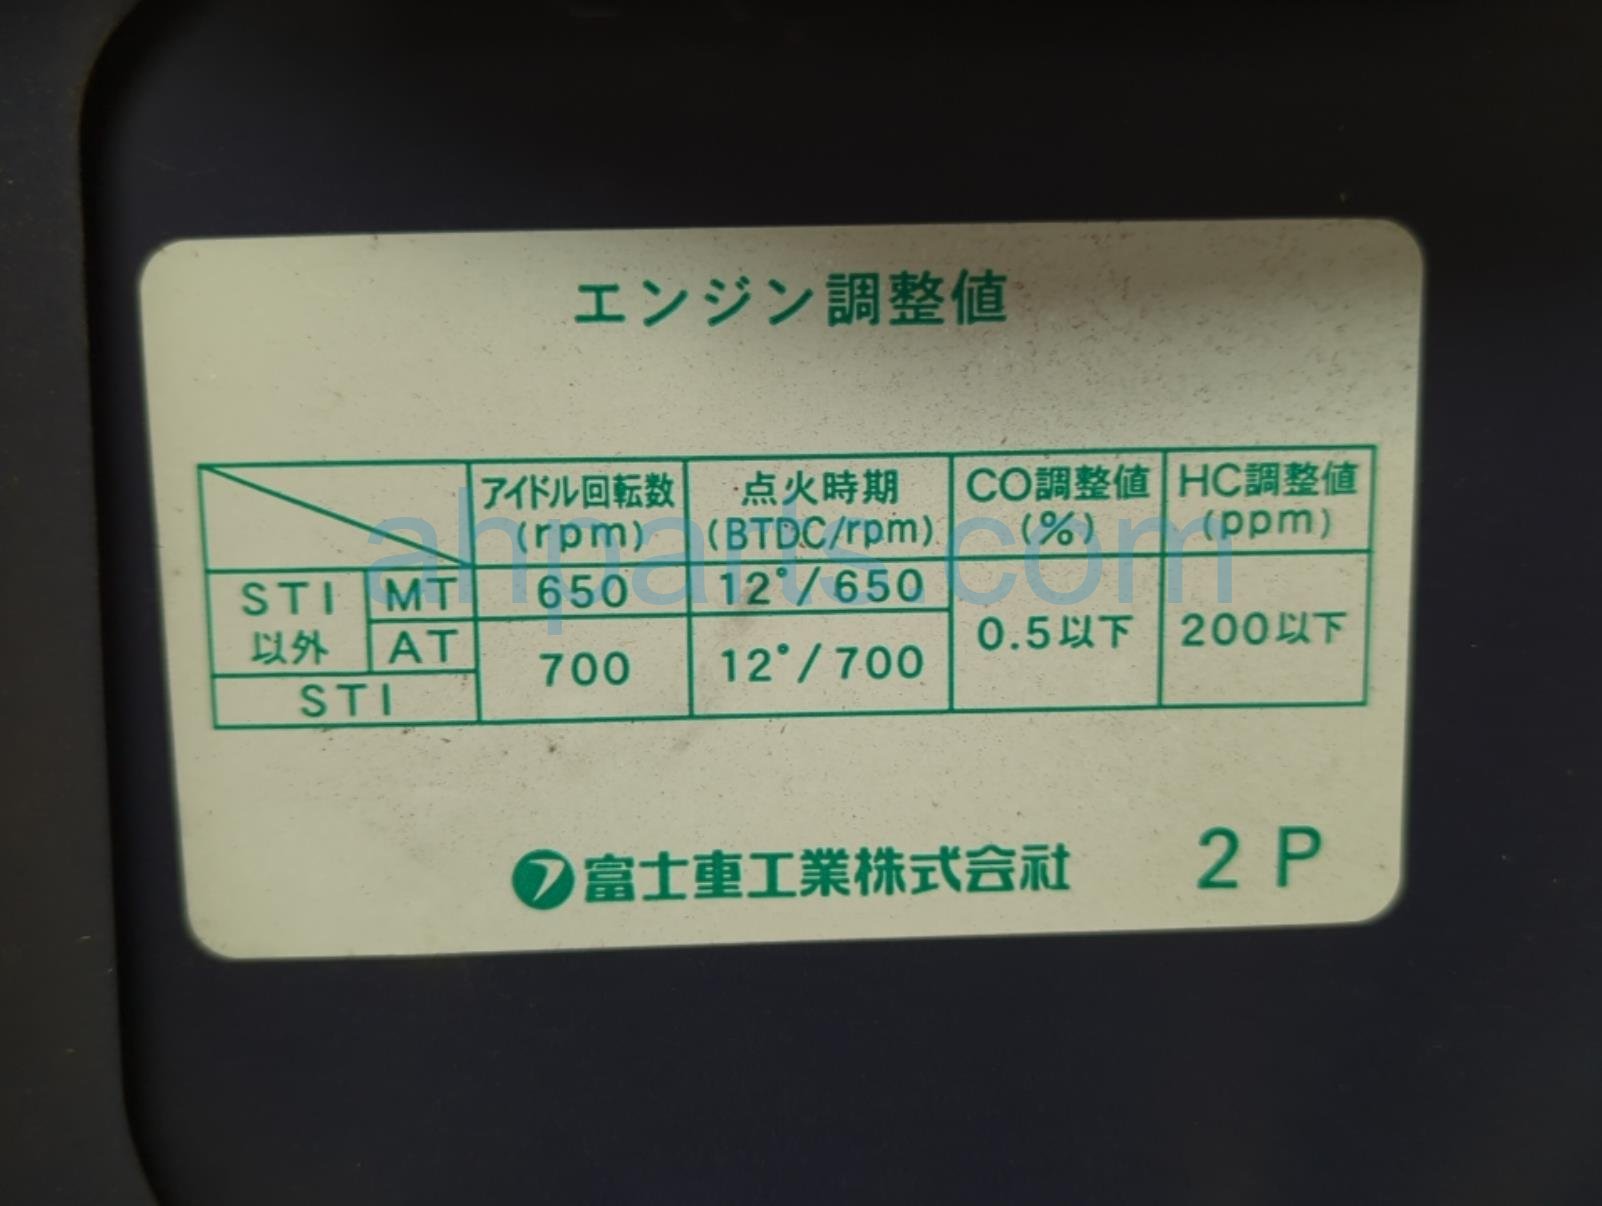 エンジン調整値
アイドル回転数 点火時期 CO調整値 HC調整値
(rpm) (BTDC/rpm) (%) (ppm)
STI 以外 MT 650 12°/650 0.5以下 200以下
AT 700 12°/700
STI
富士重工業株式会社 2P
ahparts.com